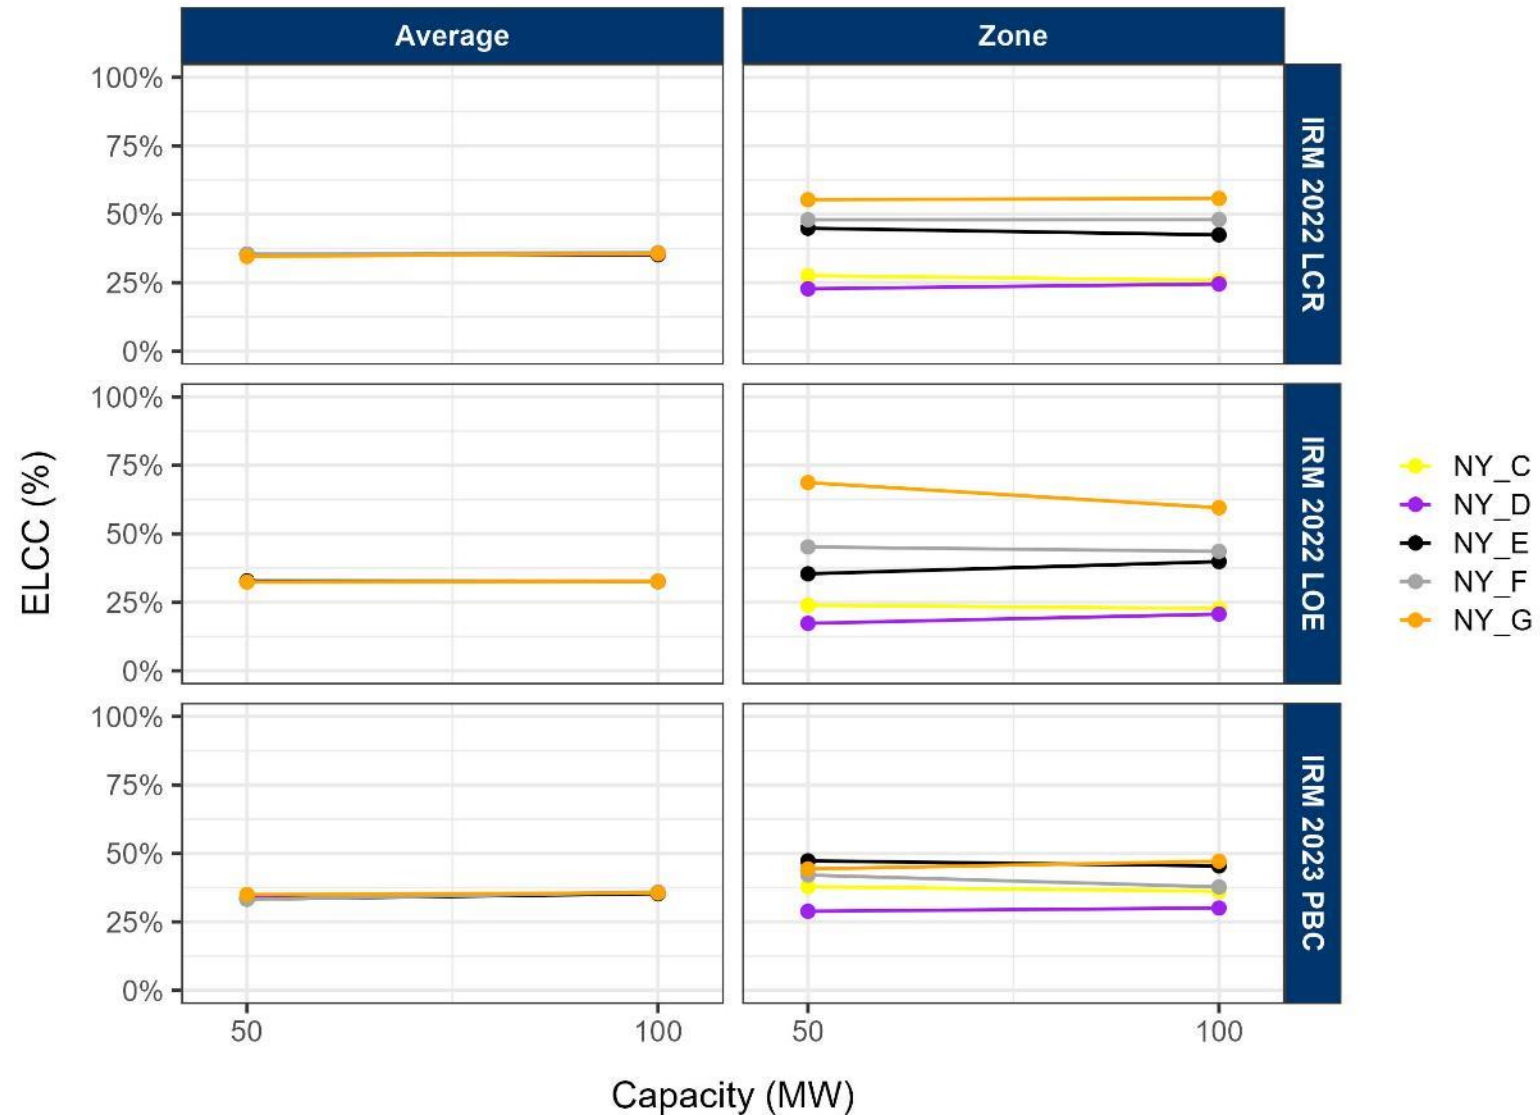 Average
Zone
100%
75%
50%
25%
0%
IRM 2022 LCR
100%
75%
50%
25%
0%
IRM 2022 LOE
100%
75%
50%
25%
0%
IRM 2023 PBC
ELCC (%)
50
100
50
100
Capacity (MW)
NY_C
NY_D
NY_E
NY_F
NY_G